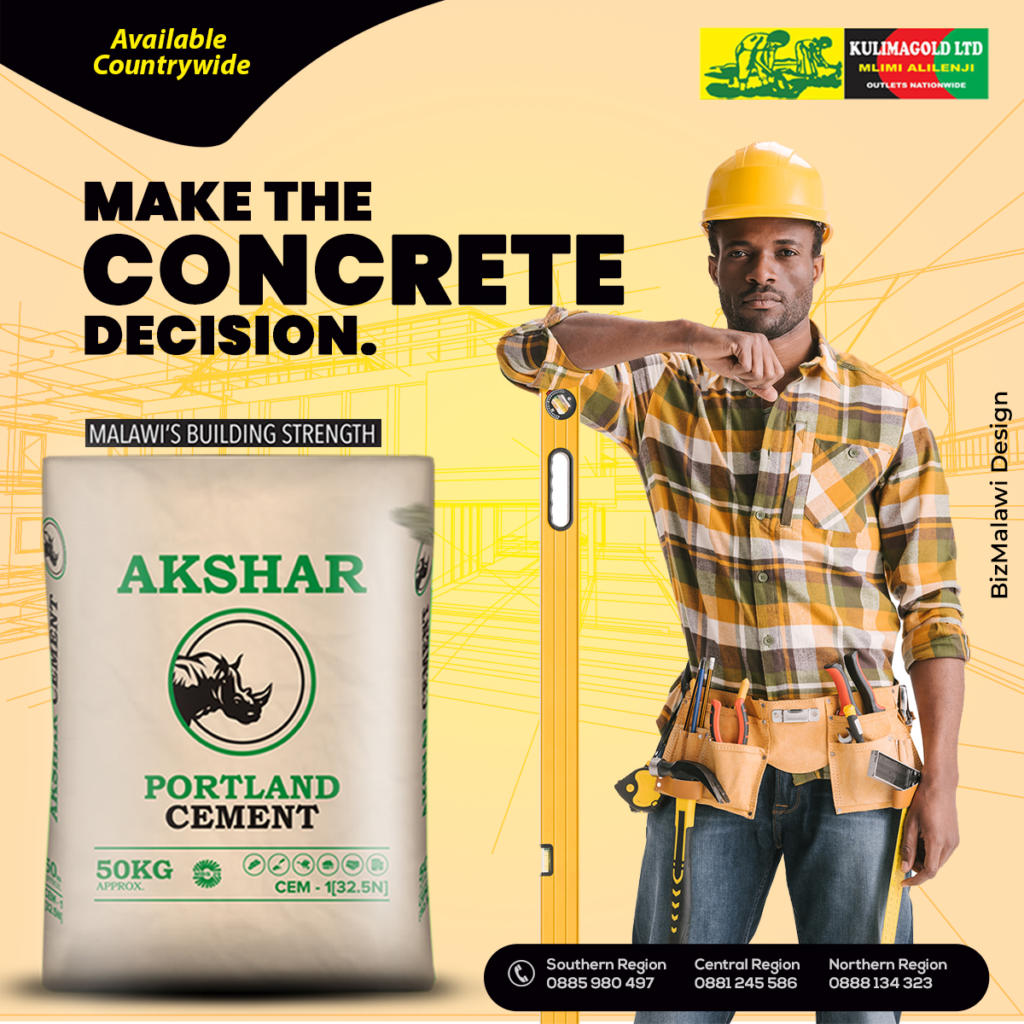 Available
Countrywide
KULIMAGOLD LTD
MLIMI ALILENJI
OUTLETS NATIONWIDE
MAKE THE
CONCRETE
DECISION.
MALAWI'S BUILDING STRENGTH
AKSHAR
PORTLAND
CEMENT
50KG
APPROX.
CEM - 1[32.5N]
AKSHAR CEMENT
BizMalawi Design
Southern Region
0885 980 497
Central Region
0881 245 586
Northern Region
0888 134 323